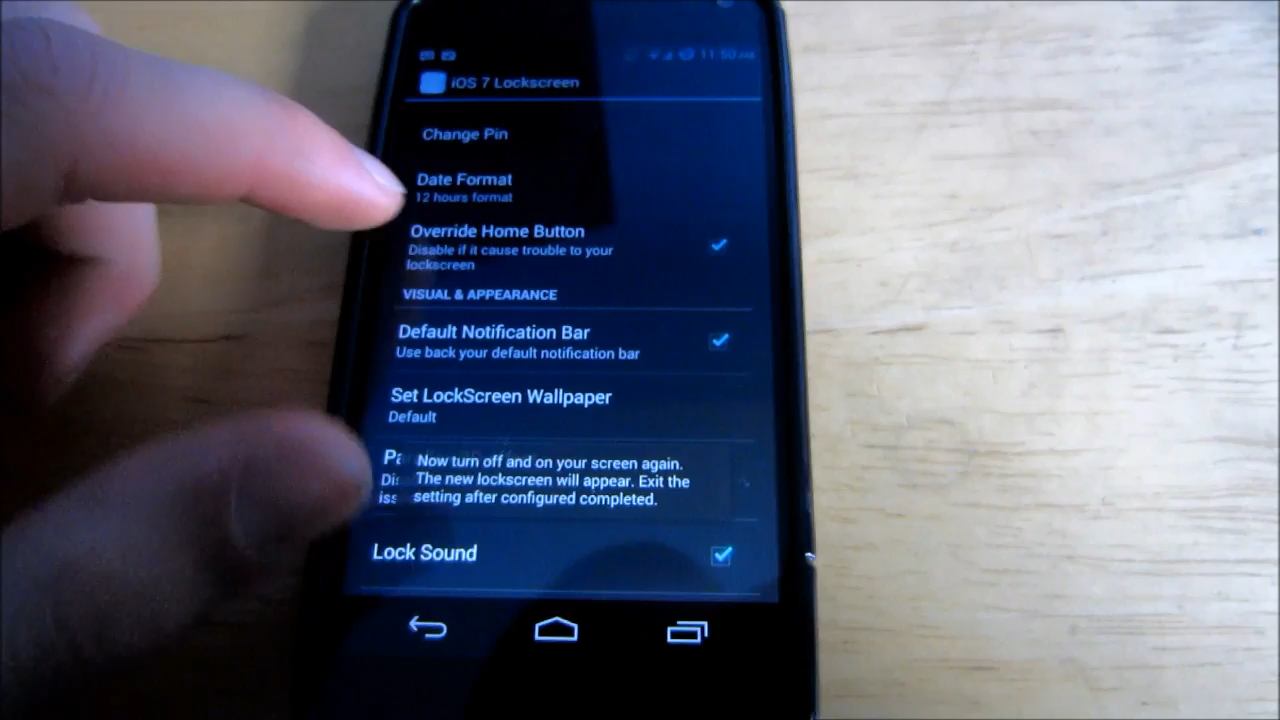 11:50 AM
iOS 7 Lockscreen
Change Pin
Date Format
12 hours format
Override Home Button
Disable if it cause trouble to your
lockscreen
VISUAL & APPEARANCE
Default Notification Bar
Use back your default notification bar
Set LockScreen Wallpaper
Default
Now turn off and on your screen again.
The new lockscreen will appear. Exit the
setting after configured completed.
Lock Sound